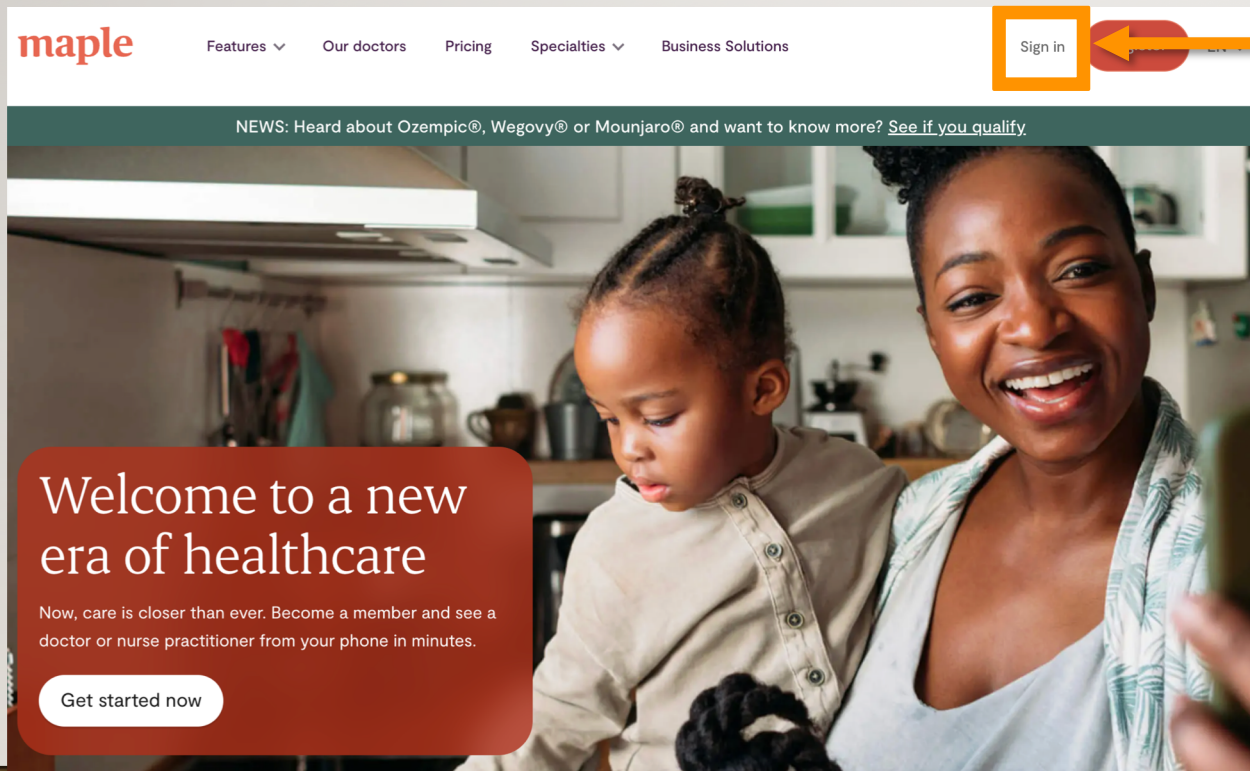 maple
Features Our doctors Pricing Specialties Business Solutions Sign in
NEWS: Heard about Ozempic®, Wegovy® or Mounjaro® and want to know more? See if you qualify
Welcome to a new
era of healthcare
Now, care is closer than ever. Become a member and see a
doctor or nurse practitioner from your phone in minutes.
Get started now